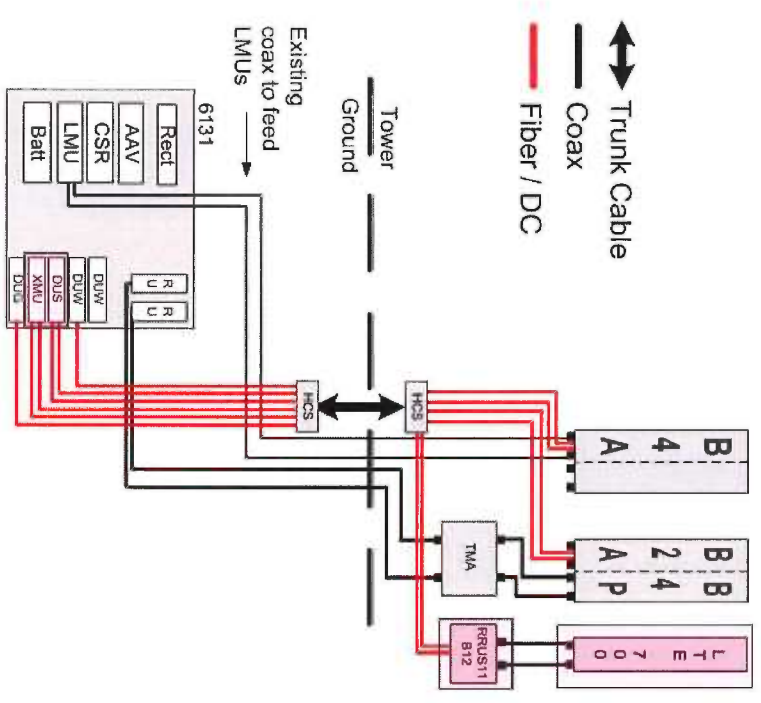 Trunk Cable
Coax
Fiber / DC
B
4
A
B B
2 4
A P
L
T
E
7
0
0
TMA
RRUS11
B12
HCS
Tower
Ground
HCS
Existing
coax to feed
LMUs
6131
Rect
AAV
CSR
LMU
Batt
R R
U U
DUW
DUW
DUS
XMU
DUG